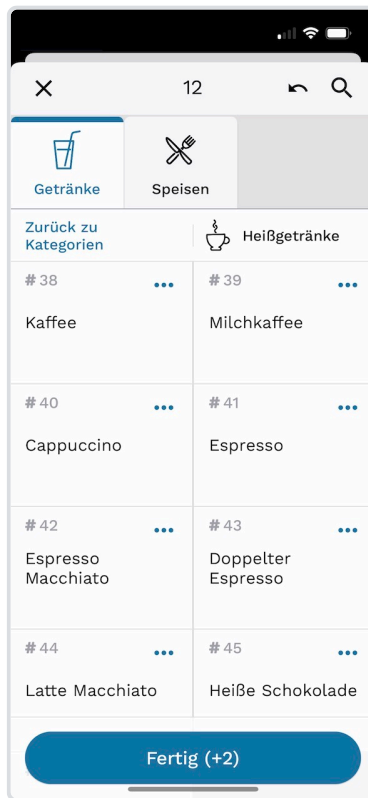 12
Getränke
Speisen
Zurück zu
Kategorien
Heißgetränke
#38
#39
Kaffee
Milchkaffee
#40
#41
Cappuccino
Espresso
#42
#43
Espresso
Macchiato
Doppelter
Espresso
#44
#45
Latte Macchiato
Heiße Schokolade
Fertig (+2)